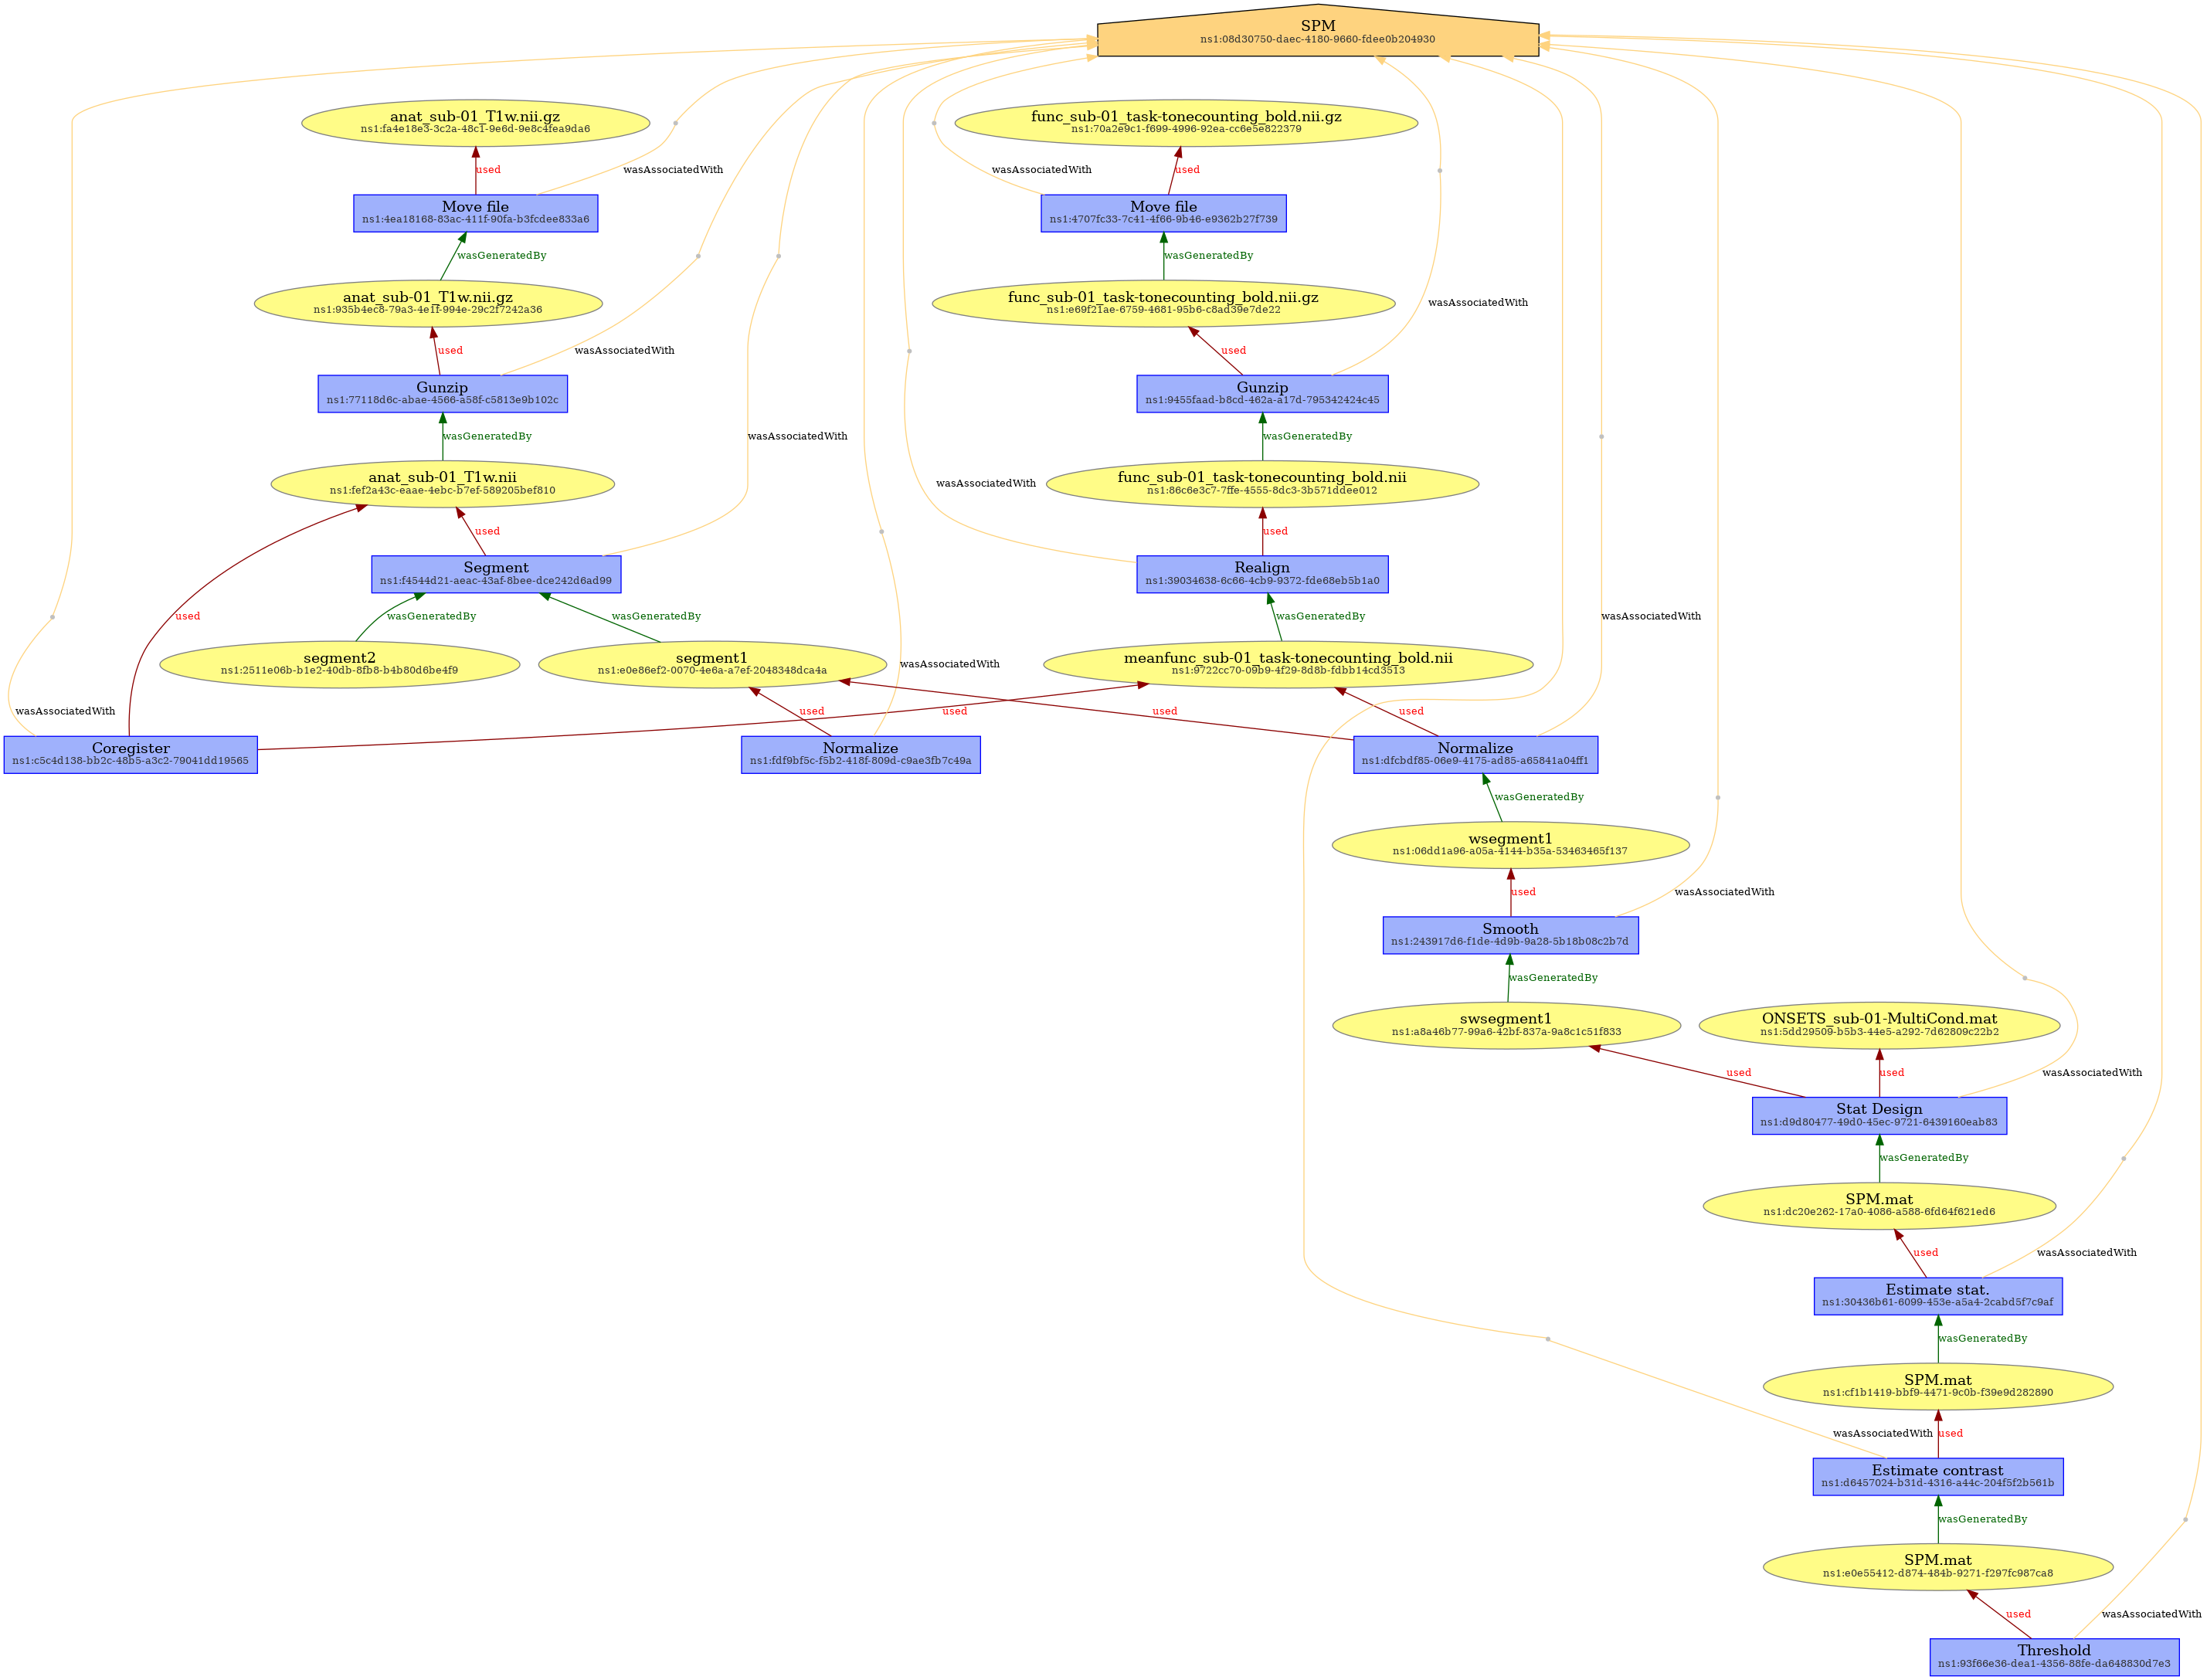 SPM
ns1:08d30750-daec-4180-9660-fdee0b204930
anat_sub-01_T1w.nii.gz
ns1:fa4e18e3-3c2a-48c1-9e6d-9e8c4fea9da6
func_sub-01_task-tonecounting_bold.nii.gz
ns1:70a2e9c1-f699-4996-92ea-cc6e5e822379
used
wasAssociatedWith
wasAssociatedWith
used
Move file
ns1:4ea18168-83ac-411f-90fa-b3fcdee833a6
Move file
ns1:4707fc33-7c41-4f66-9b46-e9362b27f739
wasGeneratedBy
wasGeneratedBy
anat_sub-01_T1w.nii.gz
ns1:935b4ec8-79a3-4e1f-994e-29c2f7242a36
func_sub-01_task-tonecounting_bold.nii.gz
ns1:e69f21ae-6759-4681-95b6-c8ad39e7de22
wasAssociatedWith
used
wasAssociatedWith
used
Gunzip
ns1:77118d6c-abae-4566-a58f-c5813e9b102c
Gunzip
ns1:9455faad-b8cd-462a-a17d-795342424c45
wasGeneratedBy
wasAssociatedWith
wasGeneratedBy
anat_sub-01_T1w.nii
ns1:fef2a43c-eaae-4ebc-b7ef-589205bef810
func_sub-01_task-tonecounting_bold.nii
ns1:86c6e3c7-7ffe-4555-8dc3-3b571ddee012
wasAssociatedWith
used
used
Segment
ns1:f4544d21-aeac-43af-8bee-dce242d6ad99
Realign
ns1:39034638-6c66-4cb9-9372-fde68eb5b1a0
used
wasGeneratedBy
wasGeneratedBy
wasGeneratedBy
wasAssociatedWith
segment2
ns1:2511e06b-b1e2-40db-8fb8-b4b80d6be4f9
segment1
ns1:e0e86ef2-0070-4e6a-a7ef-2048348dca4a
wasAssociatedWith
meanfunc_sub-01_task-tonecounting_bold.nii
ns1:9722cc70-09b9-4f29-8d8b-fdbb14cd3513
wasAssociatedWith
used
used
used
used
Coregister
ns1:c5c4d138-bb2c-48b5-a3c2-79041dd19565
Normalize
ns1:fdf9bf5c-f5b2-418f-809d-c9ae3fb7c49a
Normalize
ns1:dfcbdf85-06e9-4175-ad85-a65841a04ff1
wasGeneratedBy
wsegment1
ns1:06dd1a96-a05a-4144-b35a-53463465f137
used
wasAssociatedWith
Smooth
ns1:243917d6-f1de-4d9b-9a28-5b18b08c2b7d
wasGeneratedBy
swsegment1
ns1:a8a46b77-99a6-42bf-837a-9a8c1c51f833
ONSETS_sub-01-MultiCond.mat
ns1:5dd29509-b5b3-44e5-a292-7d62809c22b2
used
used
wasAssociatedWith
Stat Design
ns1:d9d80477-49d0-45ec-9721-6439160eab83
wasGeneratedBy
SPM.mat
ns1:dc20e262-17a0-4086-a588-6fd64f621ed6
used
wasAssociatedWith
Estimate stat.
ns1:30436b61-6099-453e-a5a4-2cabd5f7c9af
wasGeneratedBy
SPM.mat
ns1:cf1b1419-bbf9-4471-9c0b-f39e9d282890
wasAssociatedWith
used
Estimate contrast
ns1:d6457024-b31d-4316-a44c-204f5f2b561b
wasGeneratedBy
SPM.mat
ns1:e0e55412-d874-484b-9271-f297fc987ca8
used
wasAssociatedWith
Threshold
ns1:93f66e36-dea1-4356-88fe-da648830d7e3